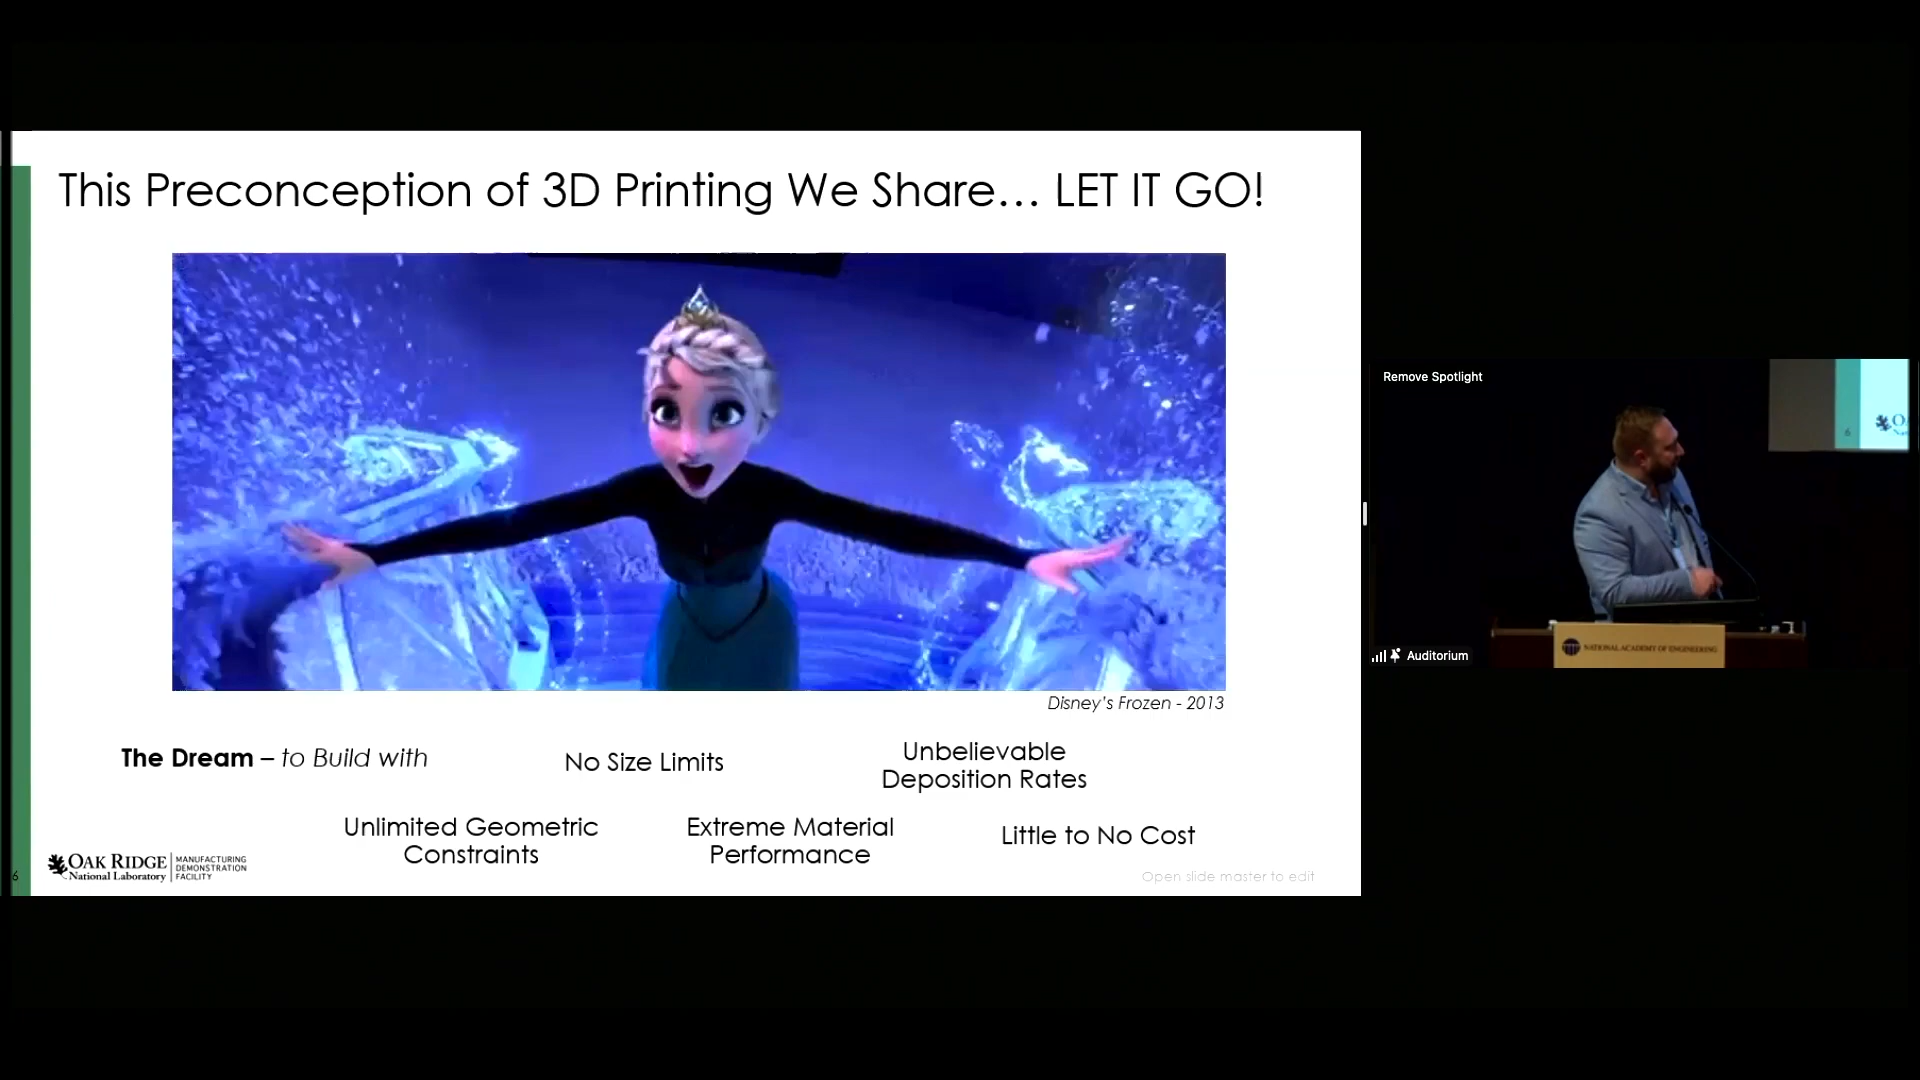 This Preconception of 3D Printing We Share... LET IT GO!
Disney's Frozen - 2013
The Dream – to Build with
No Size Limits
Unbelievable
Deposition Rates
Unlimited Geometric
Constraints
Extreme Material
Performance
Little to No Cost
6
OAK RIDGE
National Laboratory
MANUFACTURING
DEMONSTRATION
FACILITY
Open slide master to edit
Remove Spotlight
6
NATIONAL ACADEMY OF ENGINEERING
Auditorium